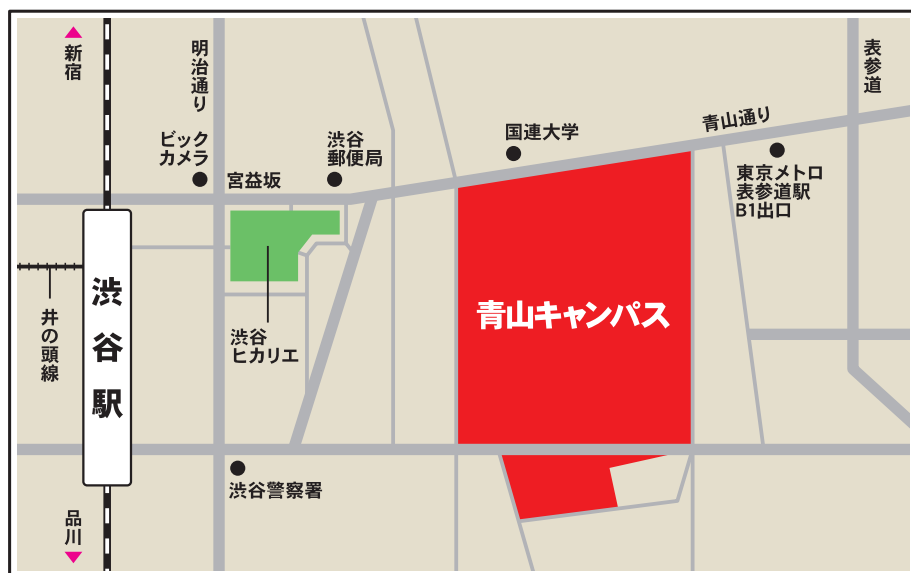 新宿
明治通り
表参道
ビック
カメラ
渋谷
郵便局
国連大学
青山通り
宮益坂
東京メトロ
表参道駅
B1出口
渋谷駅
井の頭線
渋谷
ヒカリエ
青山キャンパス
渋谷警察署
品川